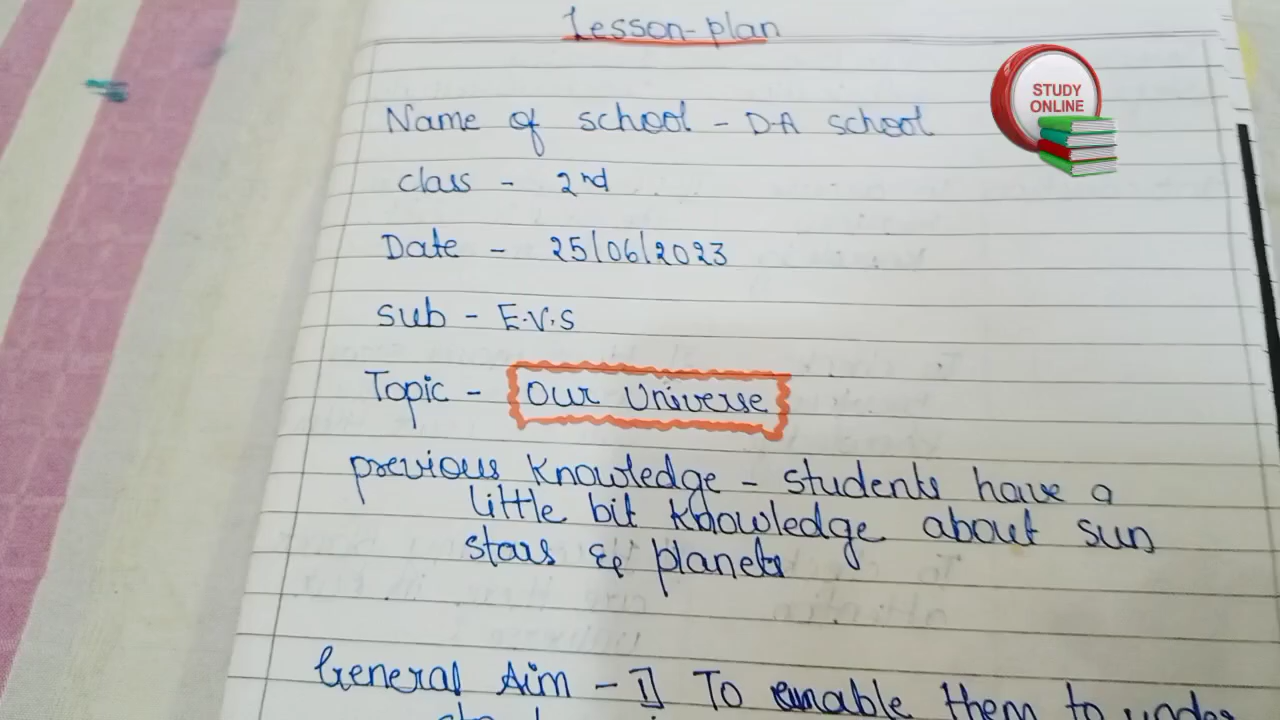 Lesson-plan
STUDY
ONLINE
Name of school - D.A school
class - 2nd
Date - 25/06/2023
Sub - E.V.S
Topic - Our Universe
previous knowledge - students have a
little bit knowledge about sun
stars & planets
General Aim - 1] To enable them to